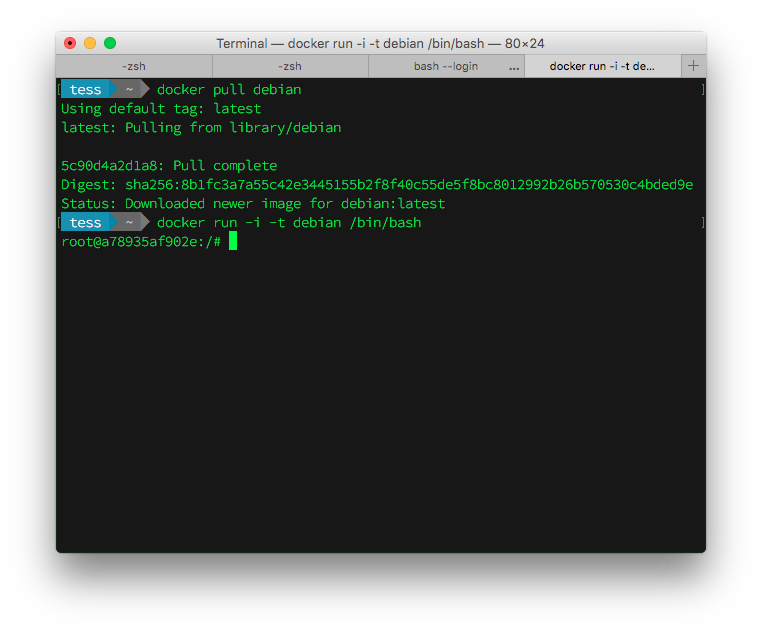 Terminal — docker run -i -t debian /bin/bash — 80×24
-zsh
-zsh
bash --login ...
docker run -i -t de... +
[ tess ~ docker pull debian ]
Using default tag: latest
latest: Pulling from library/debian
5c90d4a2d1a8: Pull complete
Digest: sha256:8b1fc3a7a55c42e3445155b2f8f40c55de5f8bc8012992b26b570530c4bded9e
Status: Downloaded newer image for debian:latest
[ tess ~ docker run -i -t debian /bin/bash ]
root@a78935af902e:/#